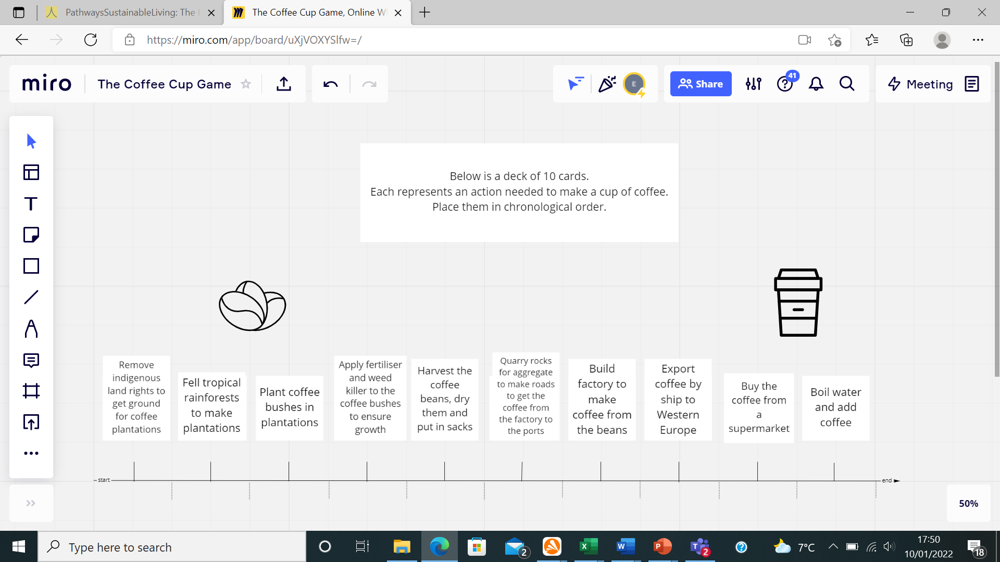 PathwaysSustainableLiving: The
The Coffee Cup Game, Online W
https://miro.com/app/board/uXjVOXYSlfw=/
miro
The Coffee Cup Game
E
Share
41
Meeting
Below is a deck of 10 cards.
Each represents an action needed to make a cup of coffee.
Place them in chronological order.
Remove
indigenous
land rights to
get ground
for coffee
plantations
Fell tropical
rainforests
to make
plantations
Plant coffee
bushes in
plantations
Apply fertiliser
and weed
killer to the
coffee bushes
to ensure
growth
Harvest the
coffee
beans, dry
them and
put in sacks
Quarry rocks
for aggregate
to make roads
to get the
coffee from
the factory to
the ports
Build
factory to
make
coffee from
the beans
Export
coffee by
ship to
Western
Europe
Buy the
coffee from
a
supermarket
Boil water
and add
coffee
start
end
50%
Type here to search
2
X
W
P
T
2
7°C
17:50
10/01/2022
18